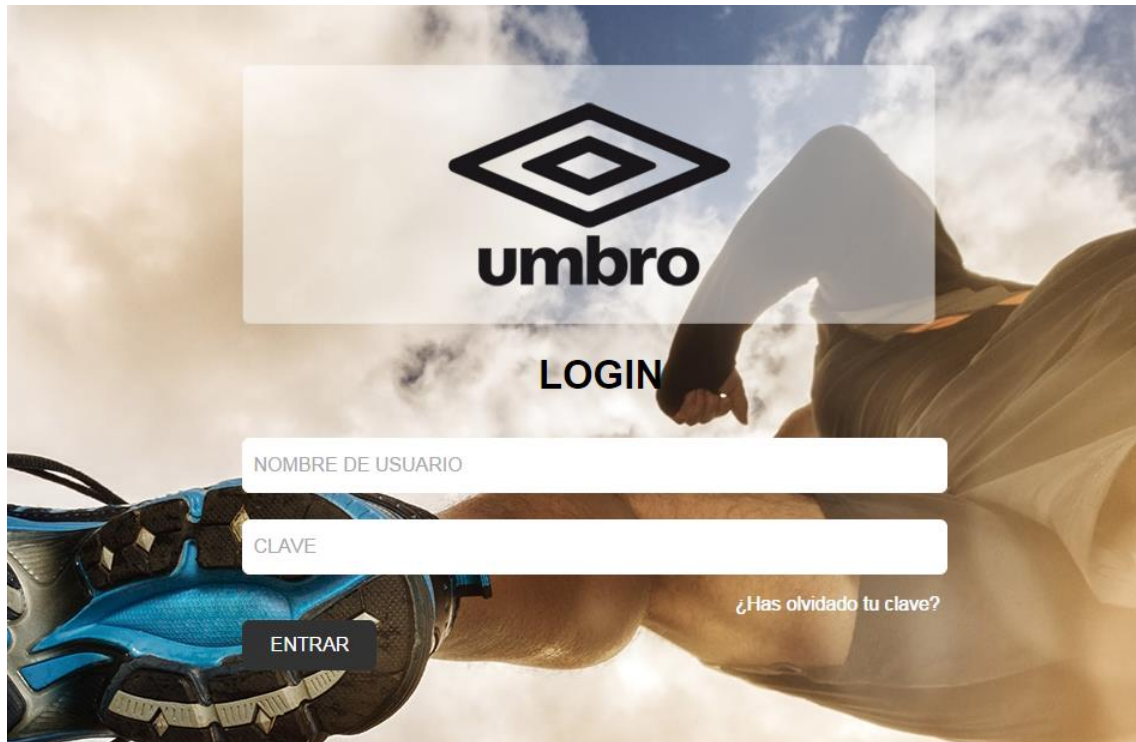 umbro
LOGIN
NOMBRE DE USUARIO
CLAVE
¿Has olvidado tu clave?
ENTRAR